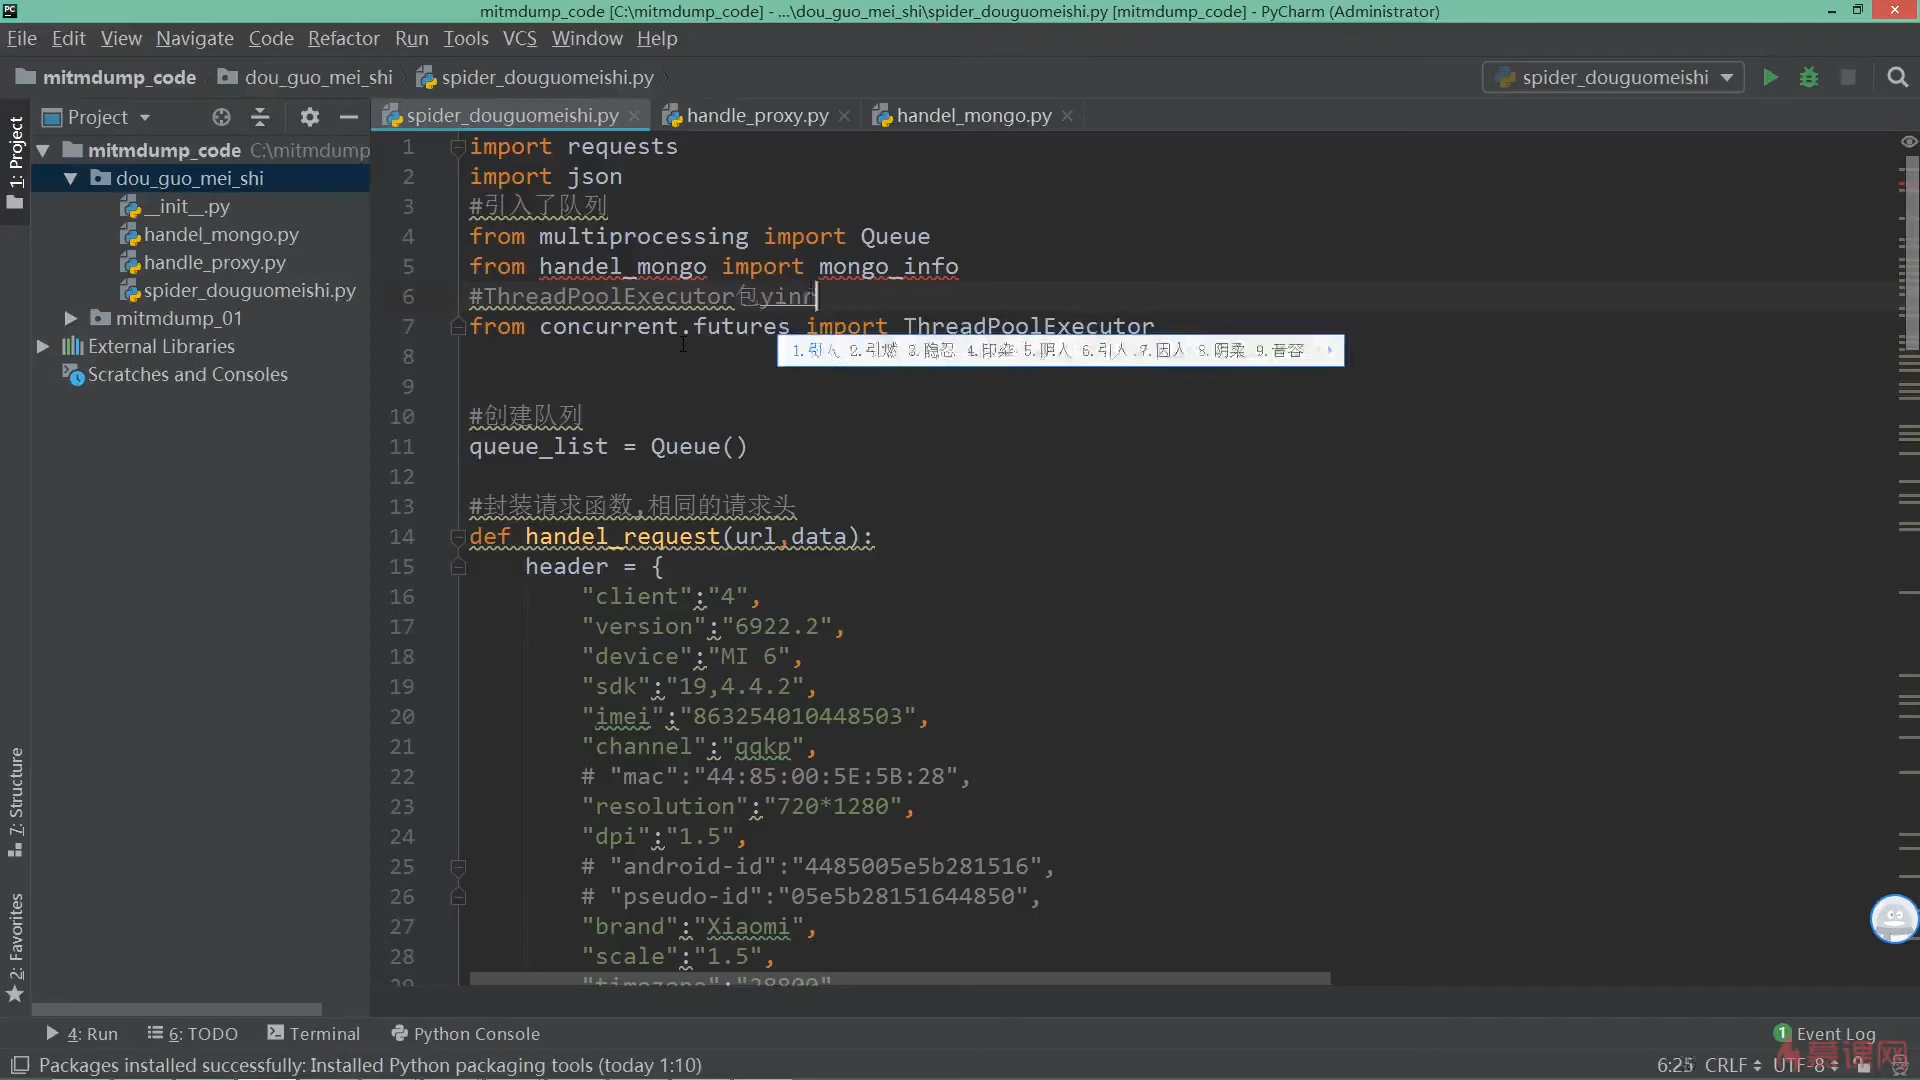 mitmdump_code [C:\mitmdump_code] - ...\dou_guo_mei_shi\spider_douguomeishi.py [mitmdump_code] - PyCharm (Administrator)
File Edit View Navigate Code Refactor Run Tools VCS Window Help
mitmdump_code dou_guo_mei_shi spider_douguomeishi.py spider_douguomeishi
Project spider_douguomeishi.py handle_proxy.py handel_mongo.py
1: Project
mitmdump_code C:\mitmdump
dou_guo_mei_shi
__init__.py
handel_mongo.py
handle_proxy.py
spider_douguomeishi.py
mitmdump_01
External Libraries
Scratches and Consoles
7: Structure
2: Favorites
1 import requests
2 import json
3 #引入了队列
4 from multiprocessing import Queue
5 from handel_mongo import mongo_info
6 #ThreadPoolExecutor包yinr
7 from concurrent.futures import ThreadPoolExecutor
1.引入 2.引燃 3.隐忍 4.印染 5.阴人 6.引人 7.因人 8.阴柔 9.音容
8
9
10 #创建队列
11 queue_list = Queue()
12
13 #封装请求函数,相同的请求头
14 def handel_request(url,data):
15 header = {
16 "client":"4",
17 "version":"6922.2",
18 "device":"MI 6",
19 "sdk":"19,4.4.2",
20 "imei":"863254010448503",
21 "channel":"qqkp",
22 # "mac":"44:85:00:5E:5B:28",
23 "resolution":"720*1280",
24 "dpi":"1.5",
25 # "android-id":"4485005e5b281516",
26 # "pseudo-id":"05e5b28151644850",
27 "brand":"Xiaomi",
28 "scale":"1.5",
29 "timezone":"28800"
4: Run 6: TODO Terminal Python Console 1 Event Log
Packages installed successfully: Installed Python packaging tools (today 1:10) 6:25 CRLF UTF-8
慕课网